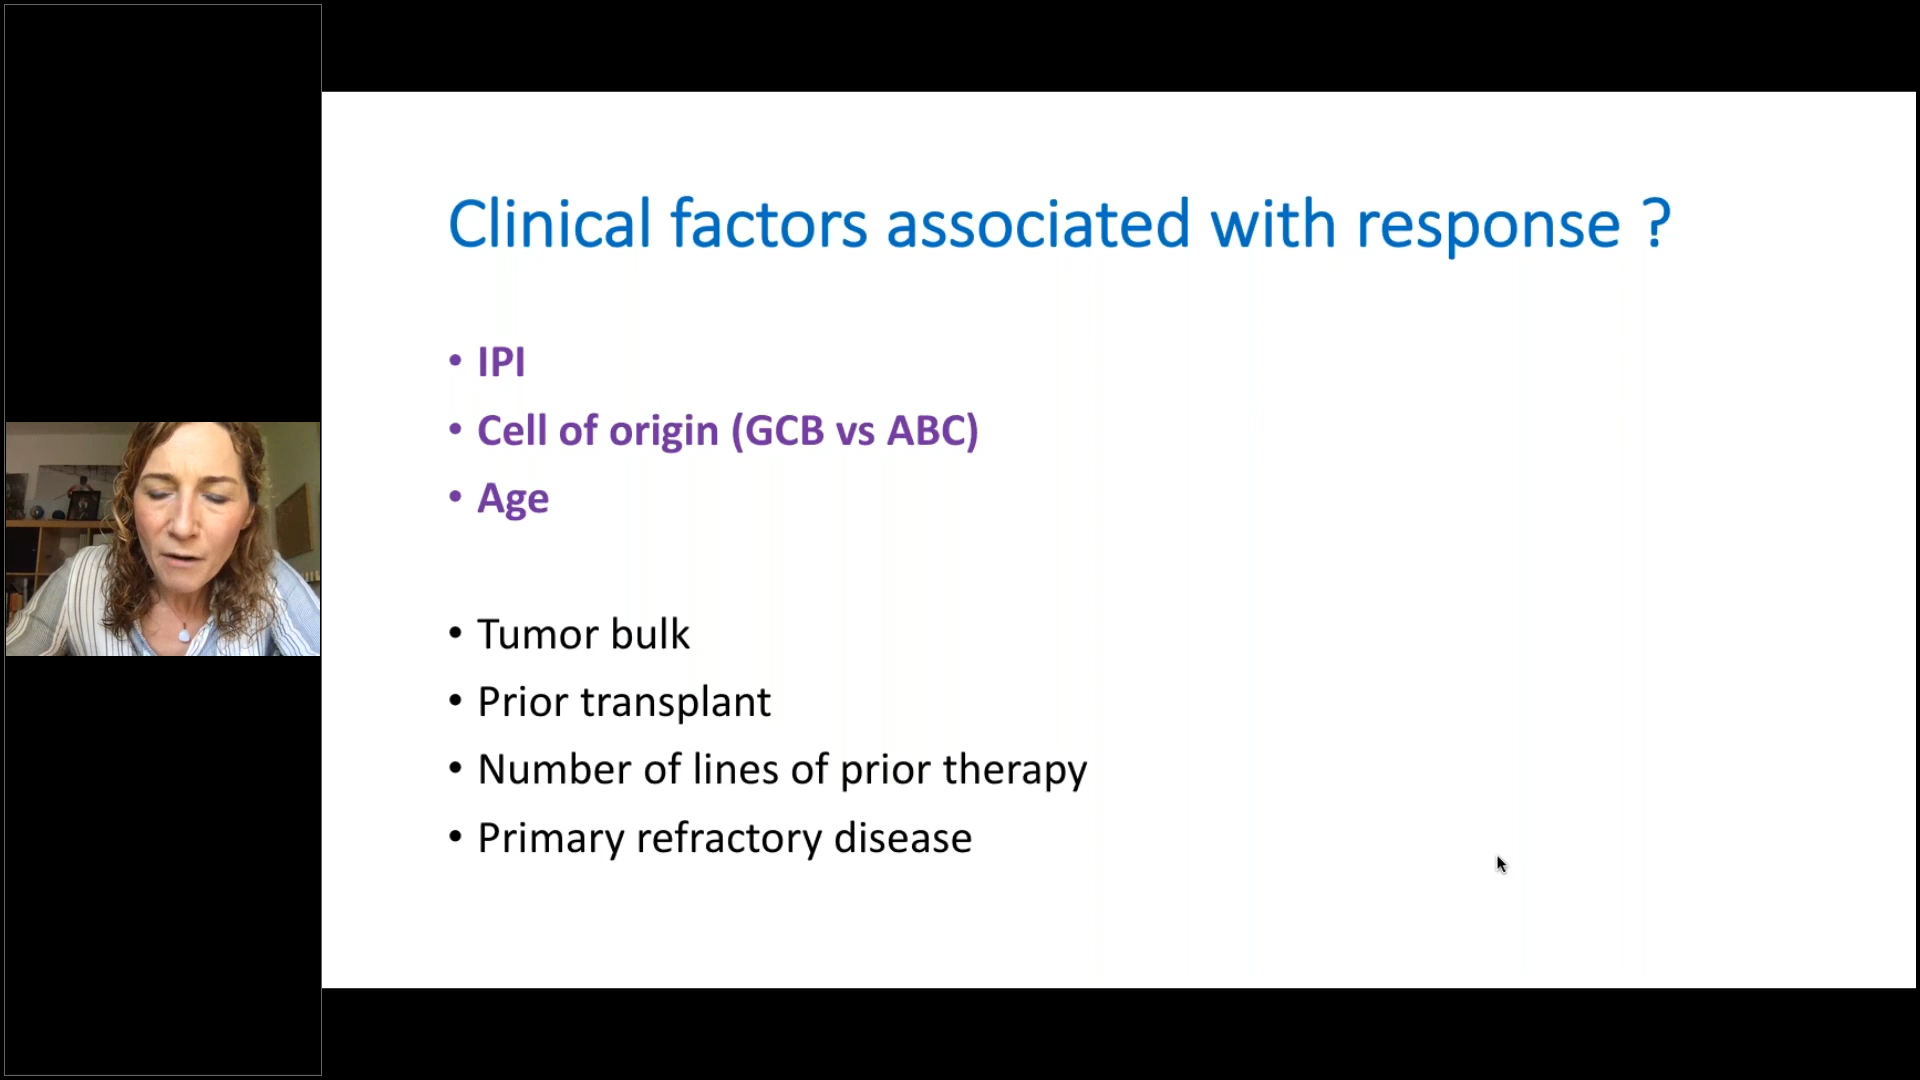 Clinical factors associated with response ?
• IPI
• Cell of origin (GCB vs ABC)
• Age
• Tumor bulk
• Prior transplant
• Number of lines of prior therapy
• Primary refractory disease